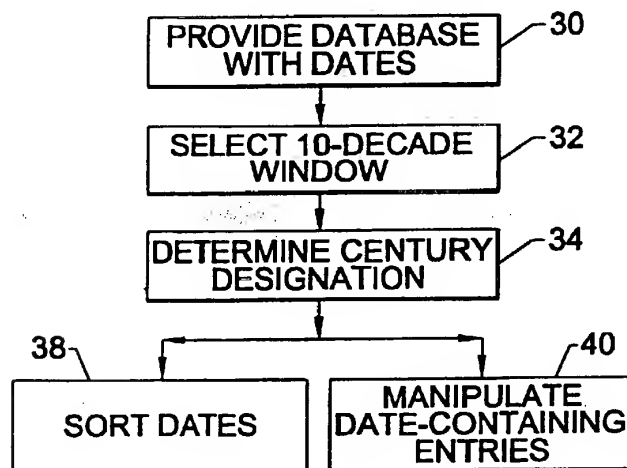 PROVIDE DATABASE
WITH DATES
30
SELECT 10-DECADE
WINDOW
32
DETERMINE CENTURY
DESIGNATION
34
38
SORT DATES
40
MANIPULATE
DATE-CONTAINING
ENTRIES